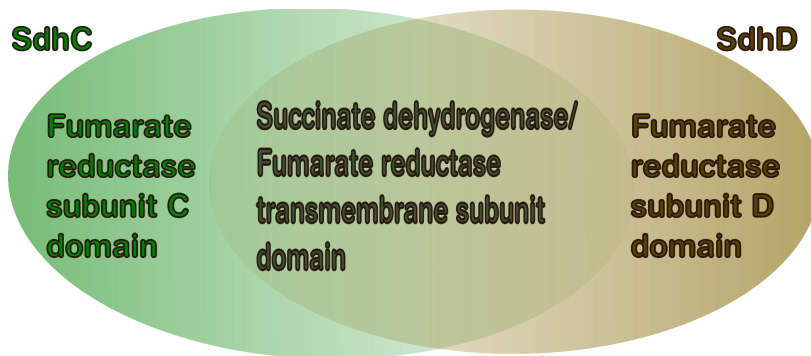 SdhC
SdhD
Fumarate
reductase
subunit C
domain
Succinate dehydrogenase/
Fumarate reductase
transmembrane subunit
domain
Fumarate
reductase
subunit D
domain